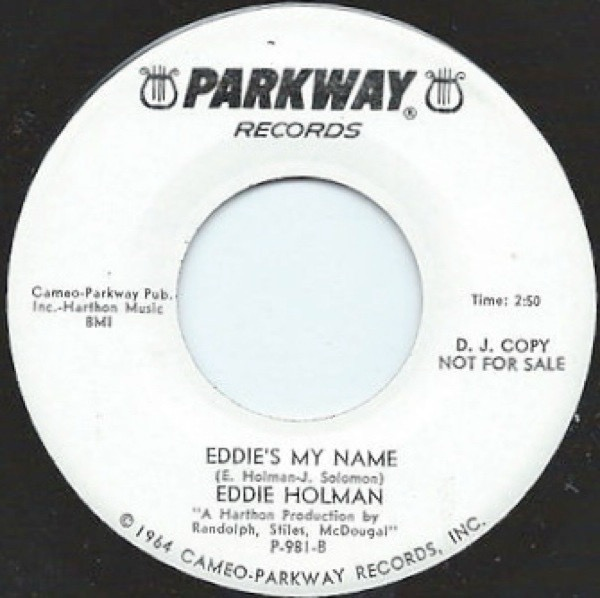 PARKWAY®
RECORDS
Cameo-Parkway Pub.
Inc.-Harthon Music
BMI
Time: 2:50
D. J. COPY
NOT FOR SALE
EDDIE'S MY NAME
(E. Holman-J. Solomon)
EDDIE HOLMAN
"A Harthon Production by
Randolph, Stiles, McDougal"
P-981-B
© 1964 CAMEO-PARKWAY RECORDS, INC.